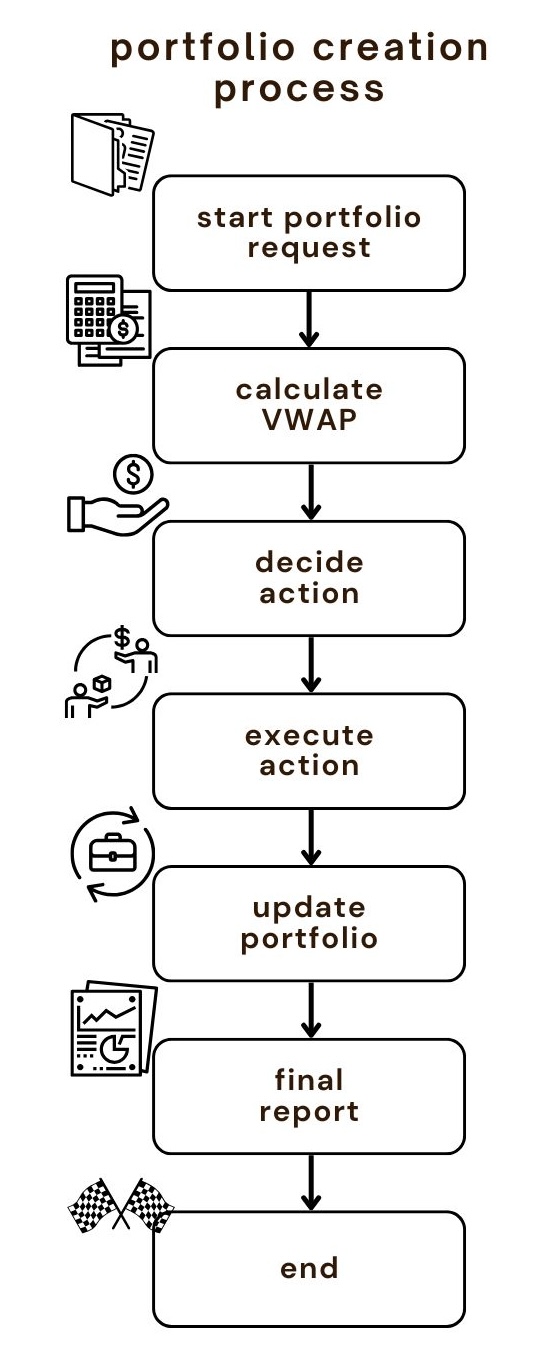 portfolio creation
process
start portfolio
request
$
calculate
VWAP
$
decide
action
$
execute
action
update
portfolio
final
report
end